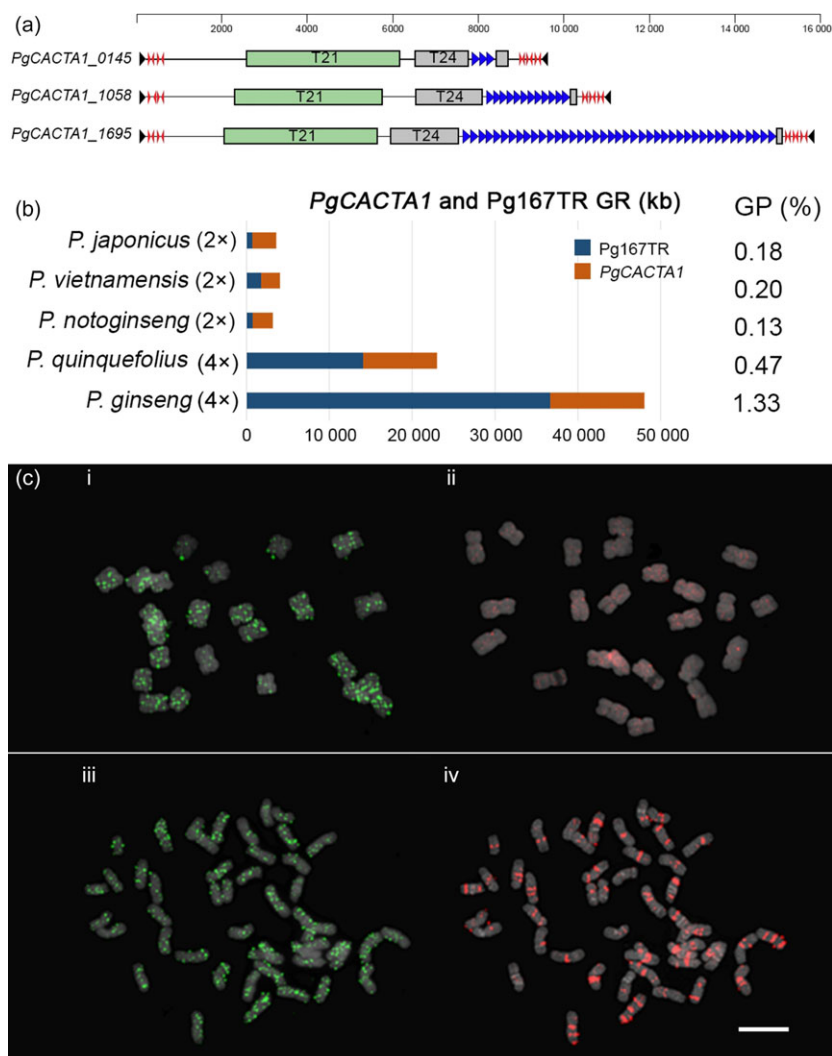 (a)
2000 4000 6000 8000 10 000 12 000 14 000 16 000
PgCACTA1_0145 T21 T24
PgCACTA1_1058 T21 T24
PgCACTA1_1695 T21 T24
(b)
PgCACTA1 and Pg167TR GR (kb) GP (%)
P. japonicus (2×) 0.18
Pg167TR
PgCACTA1
P. vietnamensis (2×) 0.20
P. notoginseng (2×) 0.13
P. quinquefolius (4×) 0.47
P. ginseng (4×) 1.33
0 10 000 20 000 30 000 40 000 50 000
(c) i ii
iii iv